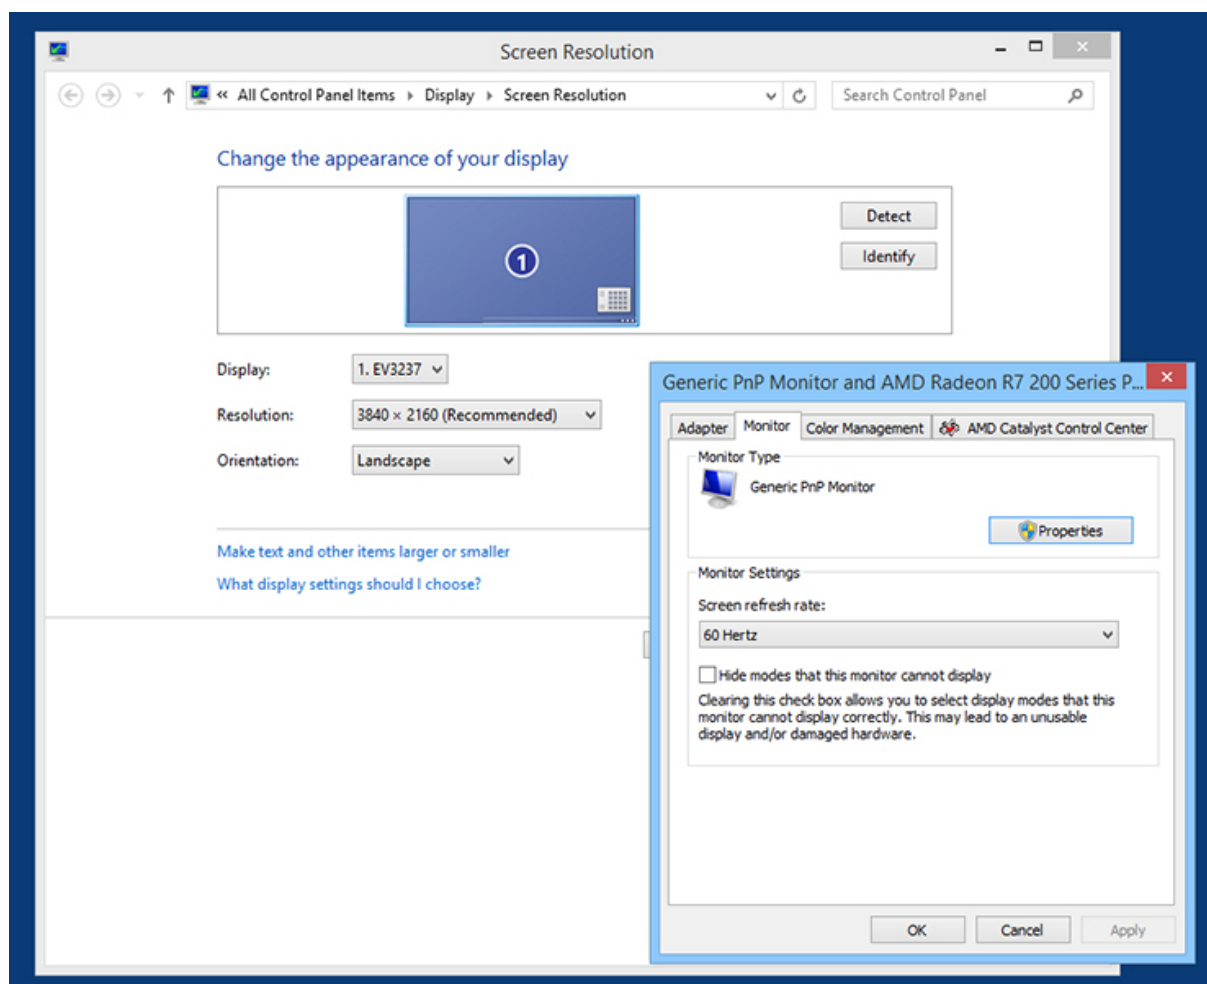 Screen Resolution
« All Control Panel Items ▸ Display ▸ Screen Resolution
Search Control Panel
Change the appearance of your display
1
Detect
Identify
Display:
1. EV3237
Resolution:
3840 × 2160 (Recommended)
Orientation:
Landscape
Make text and other items larger or smaller
What display settings should I choose?
Generic PnP Monitor and AMD Radeon R7 200 Series P...
Adapter Monitor Color Management AMD Catalyst Control Center
Monitor Type
Generic PnP Monitor
Properties
Monitor Settings
Screen refresh rate:
60 Hertz
Hide modes that this monitor cannot display
Clearing this check box allows you to select display modes that this
monitor cannot display correctly. This may lead to an unusable
display and/or damaged hardware.
OK Cancel Apply